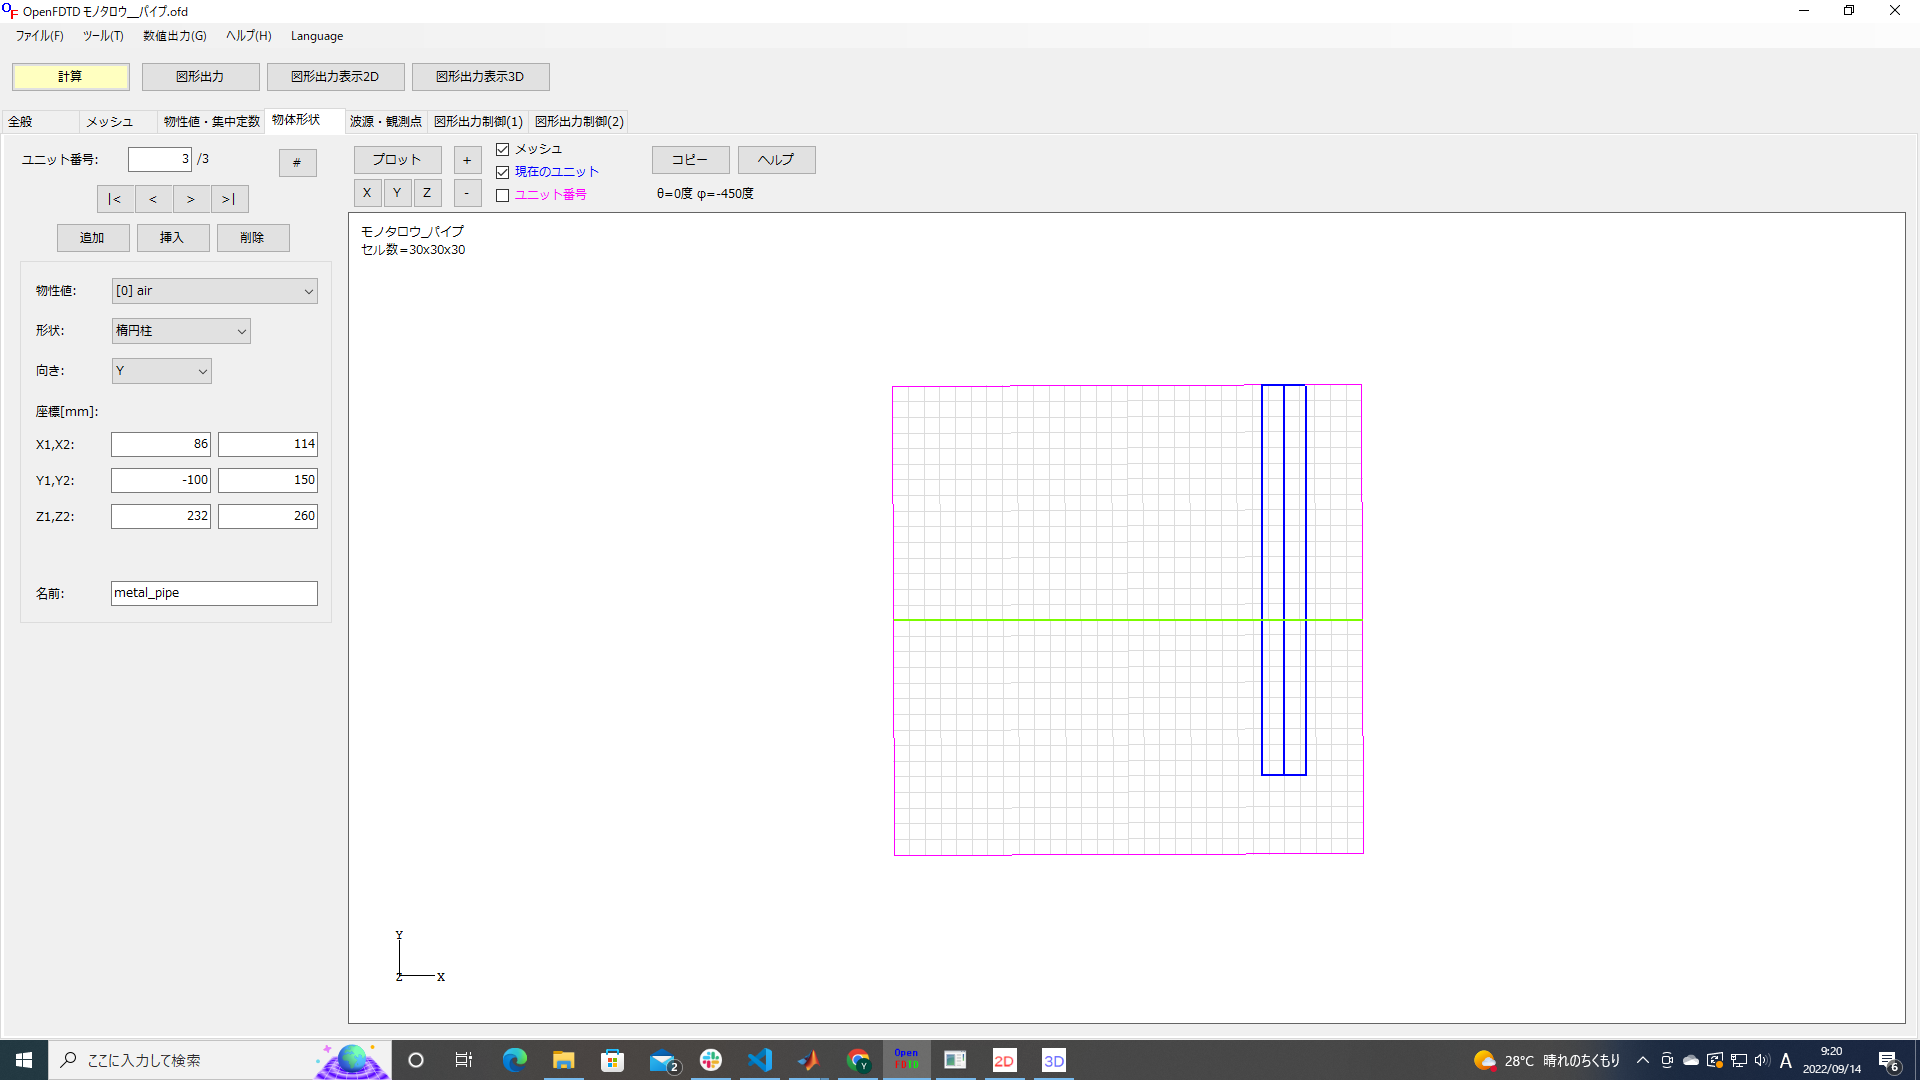 OpenFDTD モノタロウ__パイプ.ofd
ファイル(F) ツール(T) 数値出力(G) ヘルプ(H) Language
計算 図形出力 図形出力表示2D 図形出力表示3D
全般 メッシュ 物性値・集中定数 物体形状 波源・観測点 図形出力制御(1) 図形出力制御(2)
ユニット番号: 3 /3 #
|< < > >|
追加 挿入 削除
物性値: [0] air
形状: 楕円柱
向き: Y
座標[mm]:
X1,X2: 86 114
Y1,Y2: -100 150
Z1,Z2: 232 260
名前: metal_pipe
プロット + メッシュ コピー ヘルプ
現在のユニット
X Y Z - ユニット番号 θ=0度 φ=-450度
モノタロウ_パイプ
セル数=30x30x30
Y
Z X
ここに入力して検索
2
Y
Open
FDTD
2D
3D
28°C 晴れのちくもり
A
9:20
2022/09/14
6